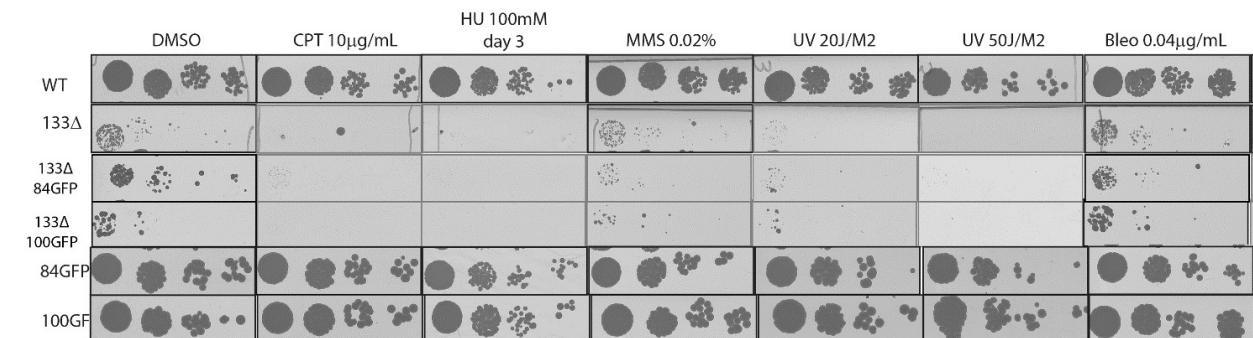 HU 100mM
DMSO CPT 10μg/mL day 3 MMS 0.02% UV 20J/M2 UV 50J/M2 Bleo 0.04μg/mL
WT
133Δ
133Δ
84GFP
133Δ
100GFP
84GFP
100GF